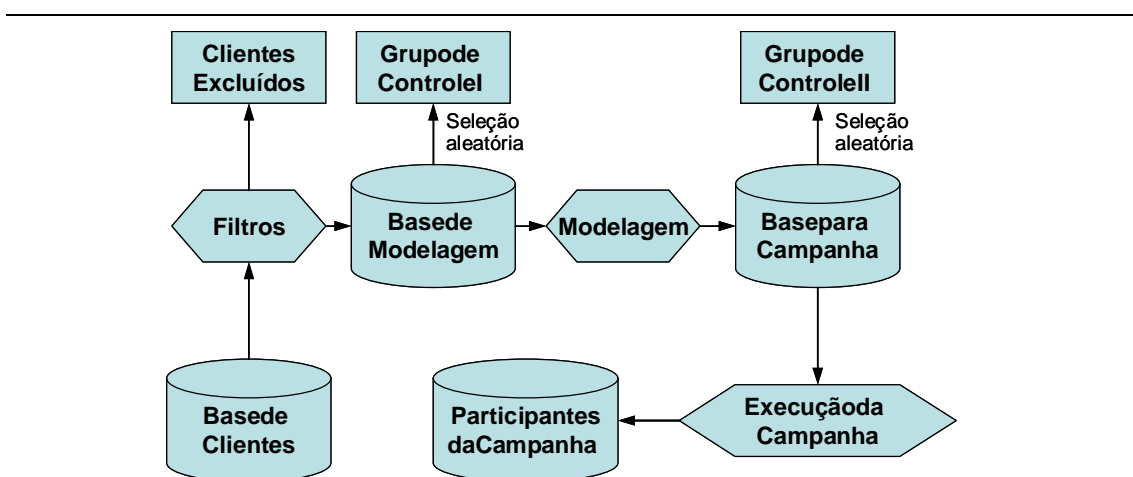 Clientes
Excluídos
Grupode
ControleI
Grupode
ControleII
Seleção
aleatória
Seleção
aleatória
Filtros
Basede
Modelagem
Modelagem
Basepara
Campanha
Basede
Clientes
Participantes
daCampanha
Execuçãoda
Campanha